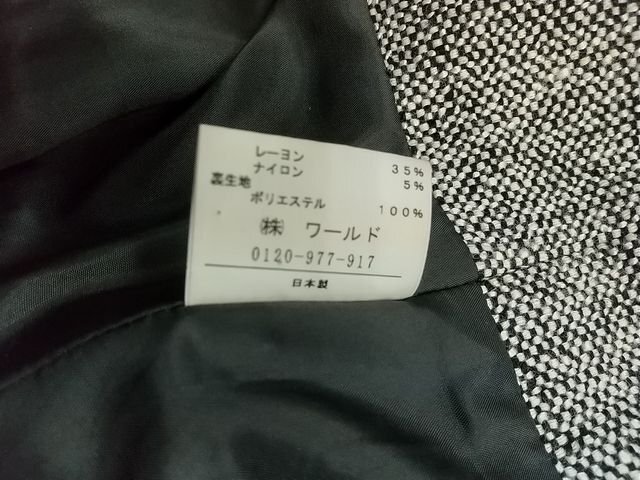 レーヨン 35%
ナイロン 5%
裏生地
ポリエステル 100%
㈱ ワールド
0120-977-917
日本製